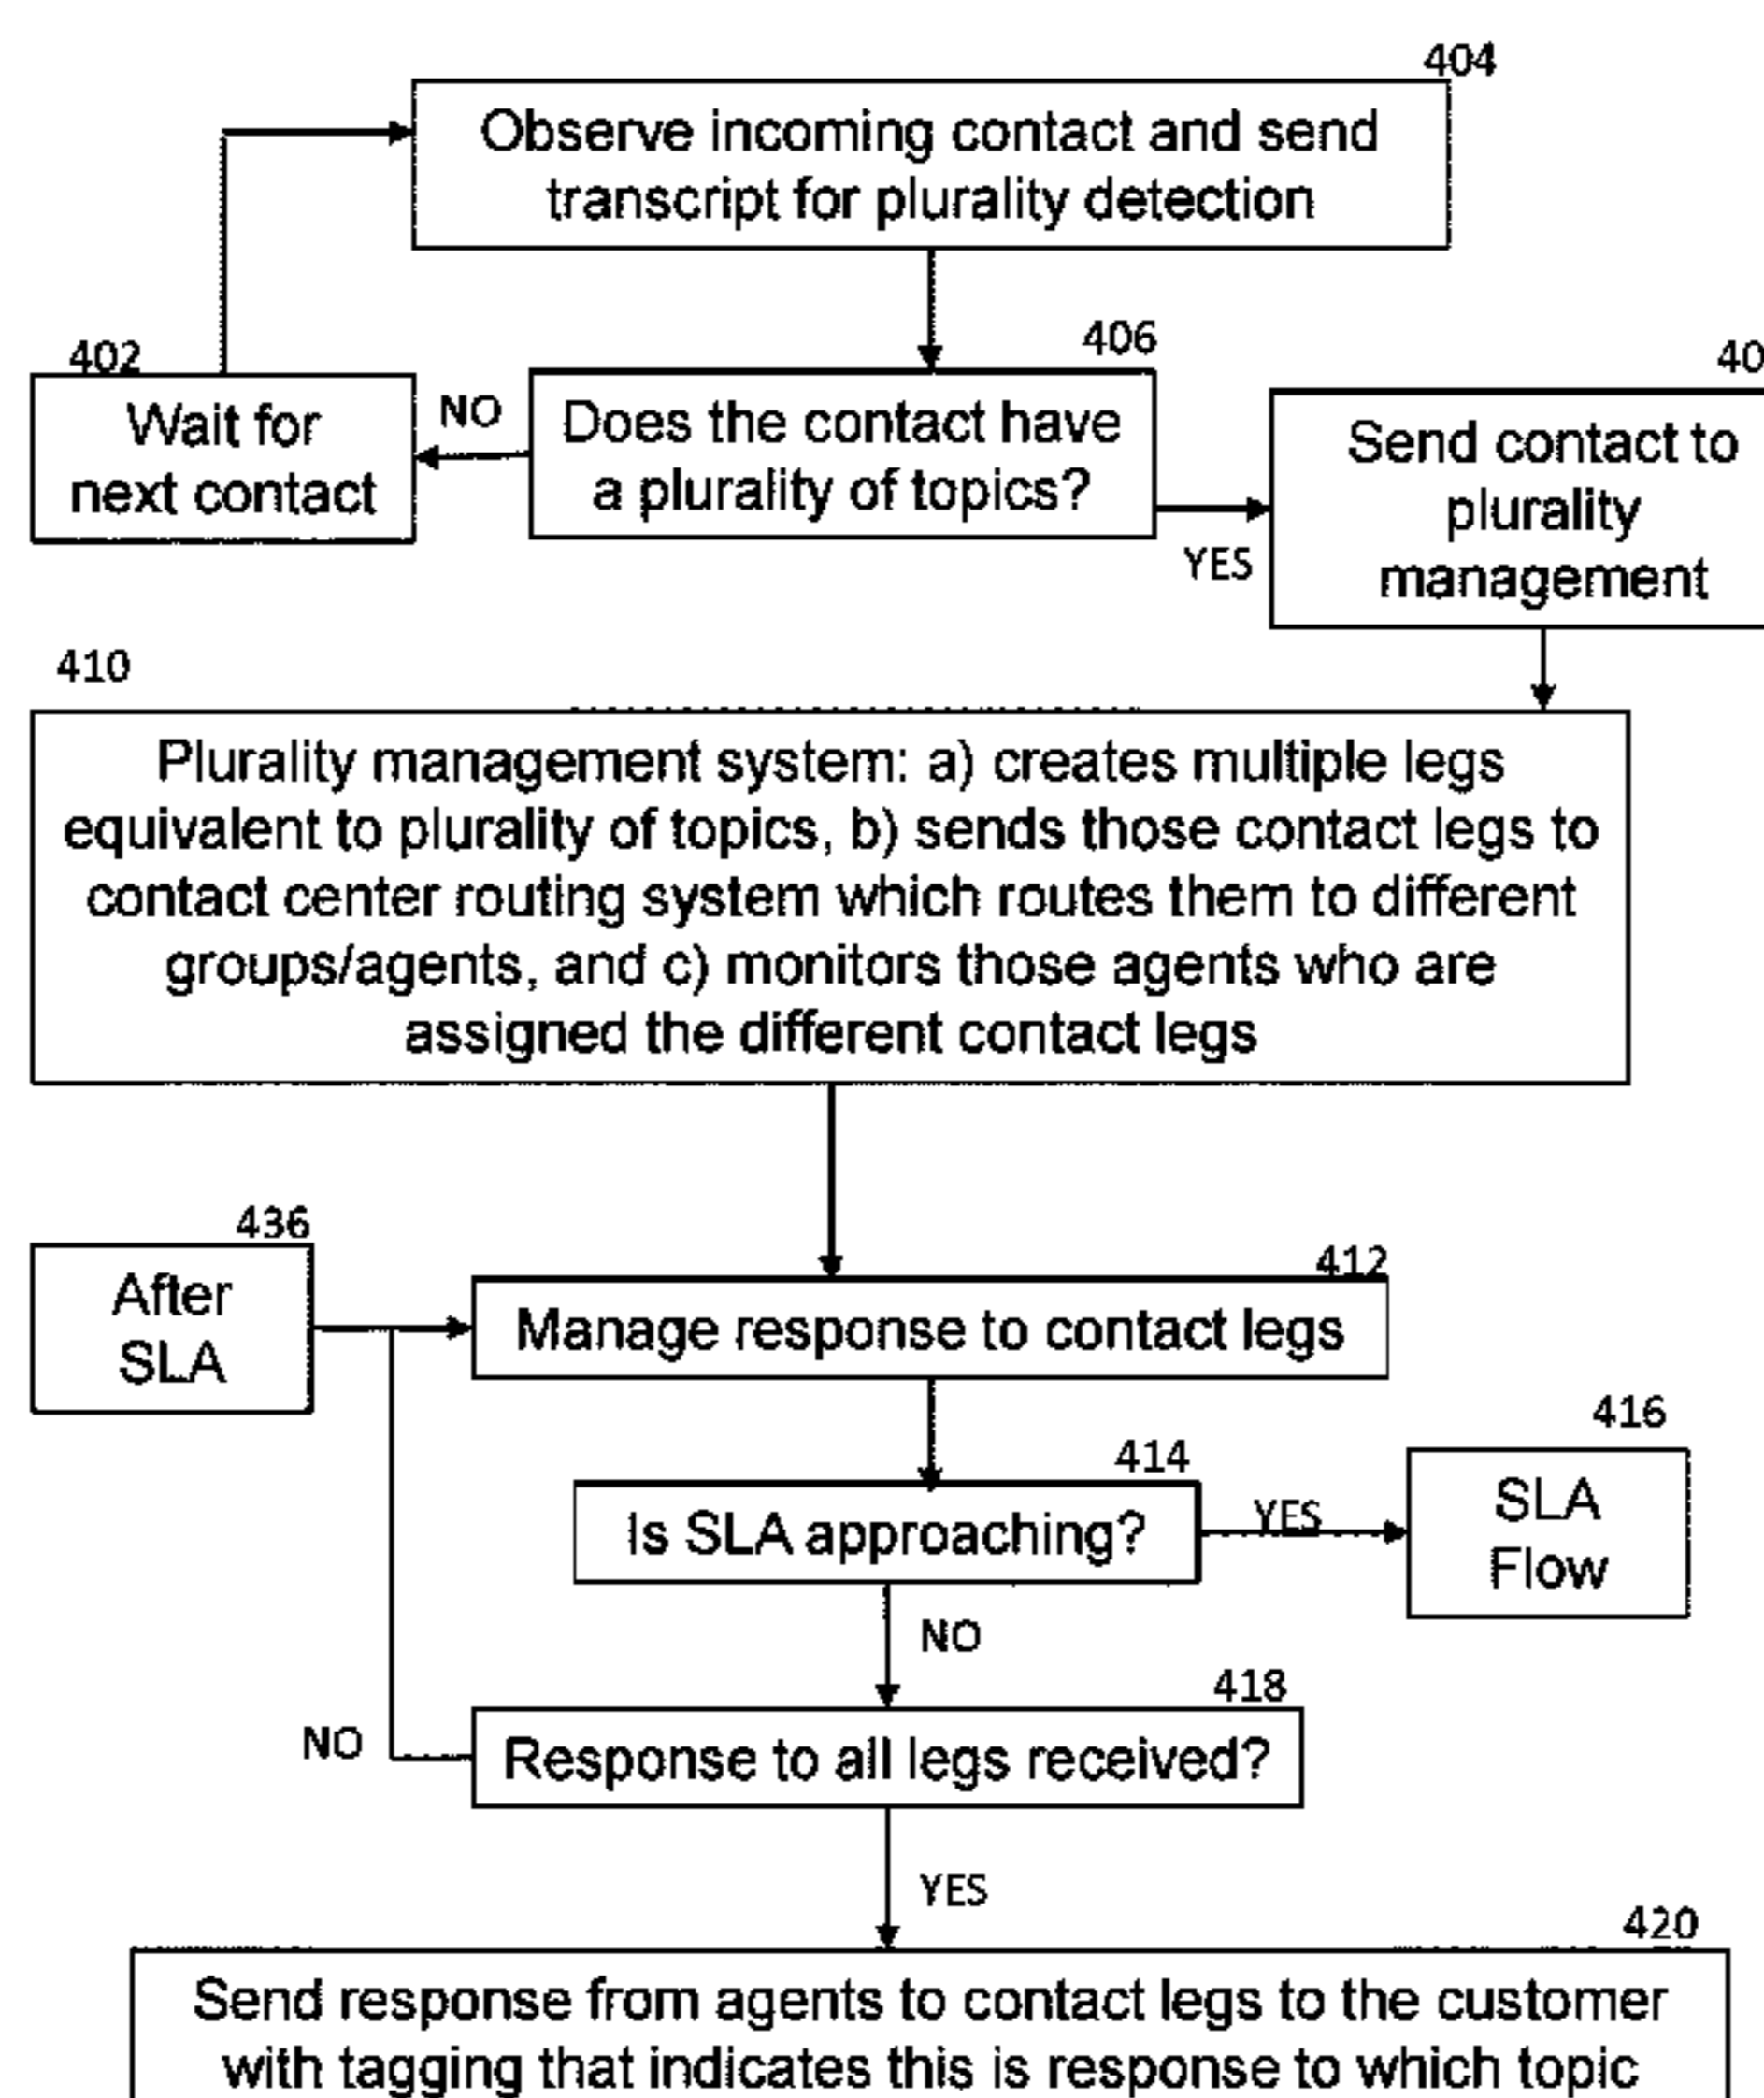 404
Observe incoming contact and send
transcript for plurality detection
402
Wait for
next contact
NO
406
Does the contact have
a plurality of topics?
YES
40
Send contact to
plurality
management
410
Plurality management system: a) creates multiple legs
equivalent to plurality of topics, b) sends those contact legs to
contact center routing system which routes them to different
groups/agents, and c) monitors those agents who are
assigned the different contact legs
436
After
SLA
412
Manage response to contact legs
414
Is SLA approaching?
YES
416
SLA
Flow
NO
418
Response to all legs received?
NO
YES
420
Send response from agents to contact legs to the customer
with tagging that indicates this is response to which topic